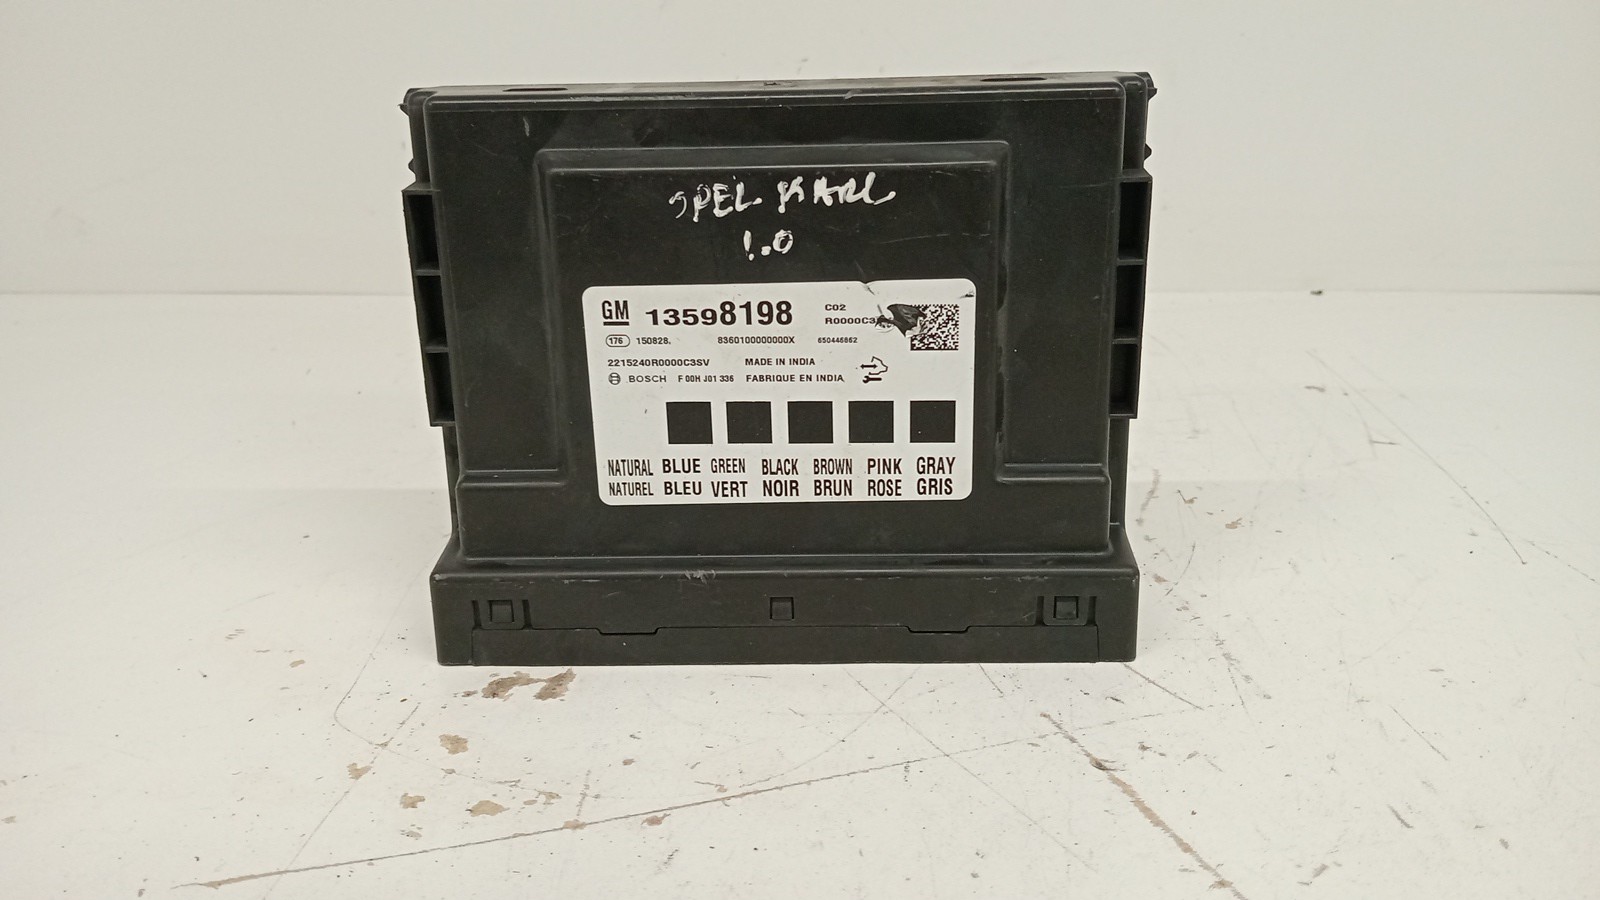 OPEL KARL
1.0
GM 13598198 C02
R0000C3
176 150828. 8360100000000X 650446862
2215240R0000C3SV MADE IN INDIA
BOSCH F 00H J01 336 FABRIQUE EN INDIA
NATURAL BLUE GREEN BLACK BROWN PINK GRAY
NATUREL BLEU VERT NOIR BRUN ROSE GRIS